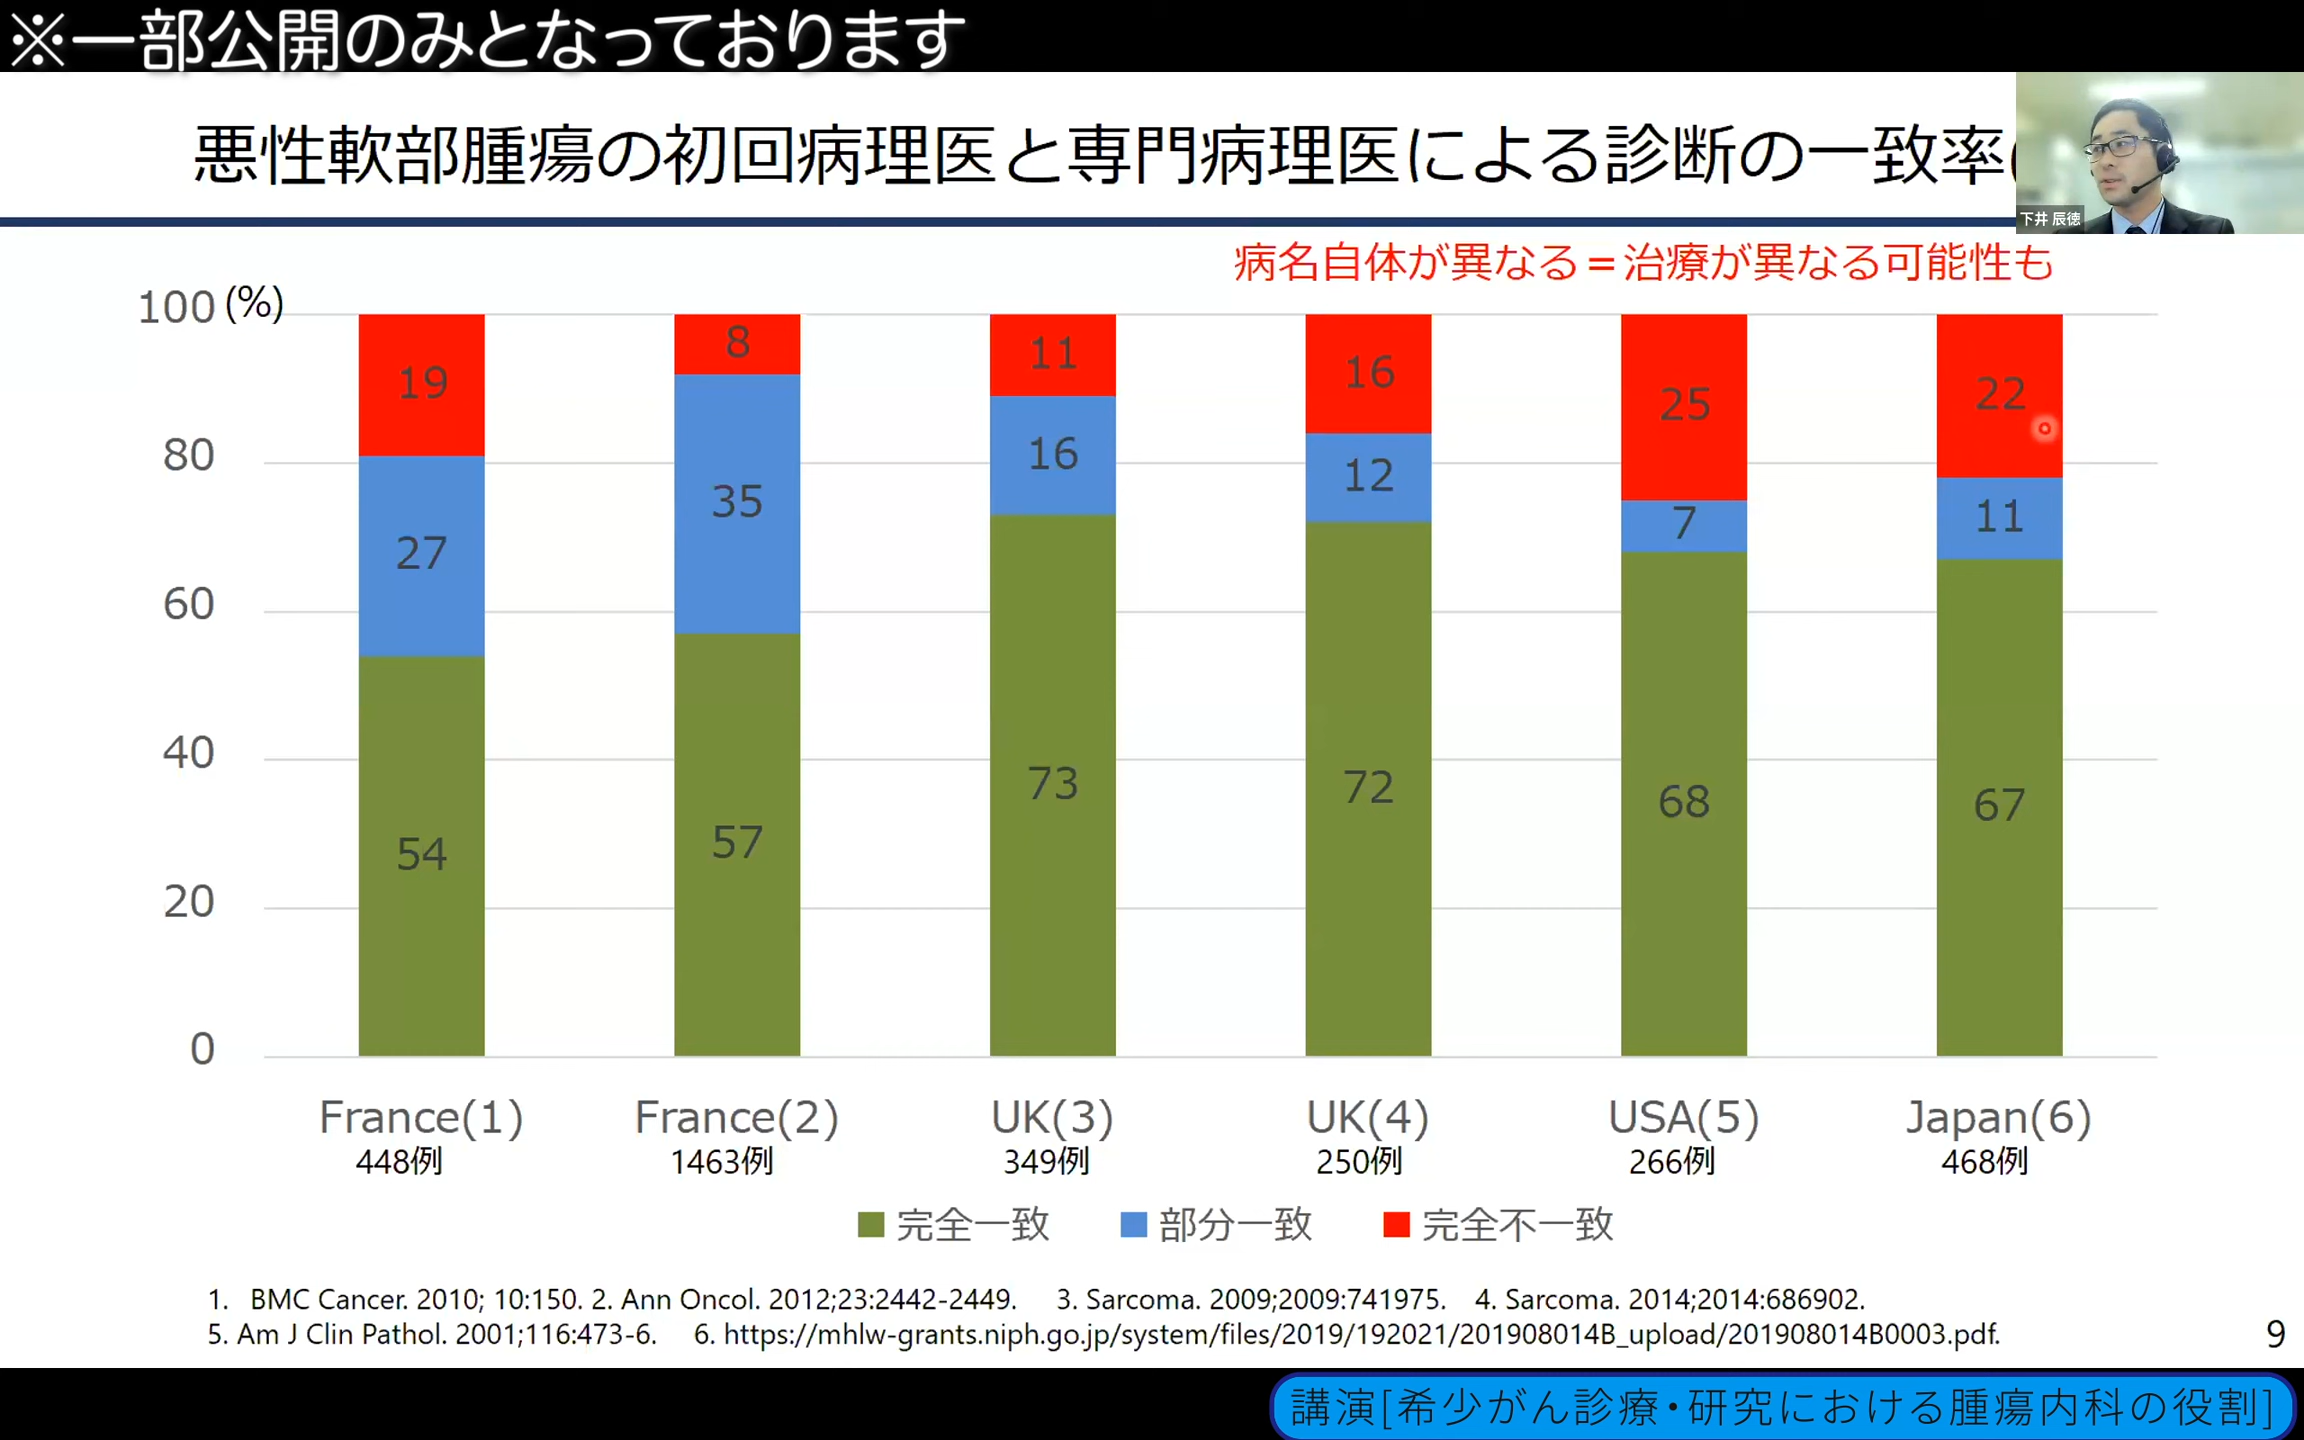 ※一部公開のみとなっております
悪性軟部腫瘍の初回病理医と専門病理医による診断の一致率(
下井 辰徳
病名自体が異なる＝治療が異なる可能性も
100 (%)
80
60
40
20
0
19 8 11 16 25 22
27 35 16 12 7 11
54 57 73 72 68 67
France(1) France(2) UK(3) UK(4) USA(5) Japan(6)
448例 1463例 349例 250例 266例 468例
完全一致 部分一致 完全不一致
1. BMC Cancer. 2010; 10:150. 2. Ann Oncol. 2012;23:2442-2449. 3. Sarcoma. 2009;2009:741975. 4. Sarcoma. 2014;2014:686902.
5. Am J Clin Pathol. 2001;116:473-6. 6. https://mhlw-grants.niph.go.jp/system/files/2019/192021/201908014B_upload/201908014B0003.pdf.
9
講演[希少がん診療・研究における腫瘍内科の役割]